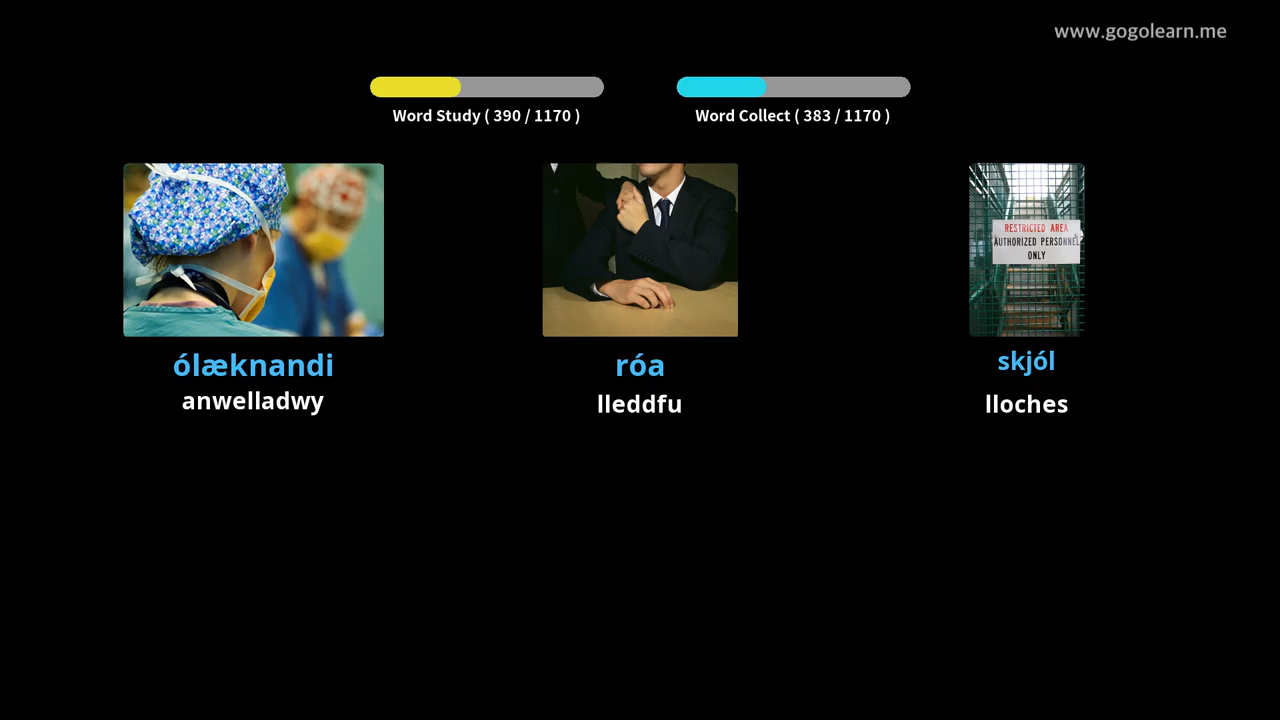 www.gogolearn.me
Word Study ( 390 / 1170 )
Word Collect ( 383 / 1170 )
RESTRICTED AREA
AUTHORIZED PERSONNEL
ONLY
ólæknandi
anwelladwy
róa
lleddfu
skjól
lloches